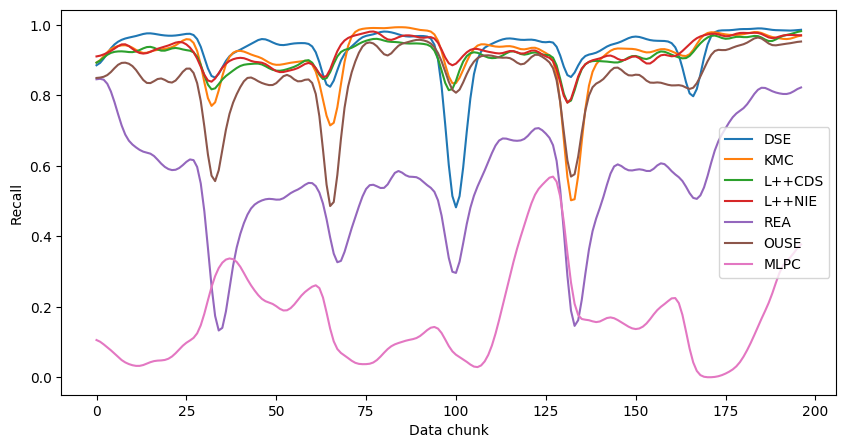 1.0
0.8
0.6
0.4
0.2
0.0
Recall
0
25
50
75
100
125
150
175
200
Data chunk
DSE
KMC
L++CDS
L++NIE
REA
OUSE
MLPC